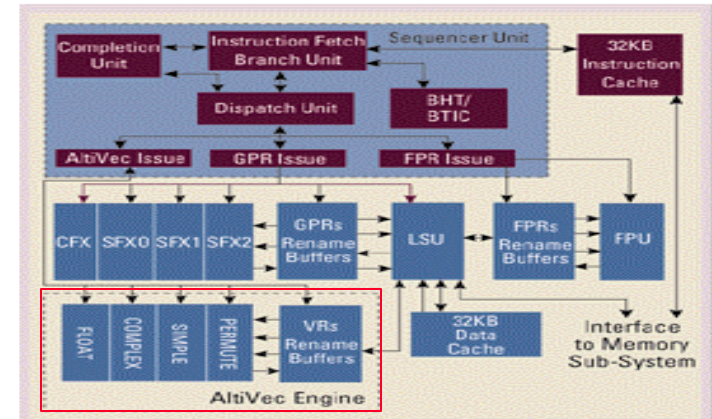 Sequencer Unit
Completion
Unit
Instruction Fetch
Branch Unit
32KB
Instruction
Cache
Dispatch Unit
BHT/
BTIC
AltiVec Issue
GPR Issue
FPR Issue
CFX
SFX0
SFX1
SFX2
GPRs
Rename
Buffers
LSU
FPRs
Rename
Buffers
FPU
FLOAT
COMPLEX
SIMPLE
PERMUTE
VRs
Rename
Buffers
32KB
Data
Cache
Interface
to Memory
Sub-System
AltiVec Engine